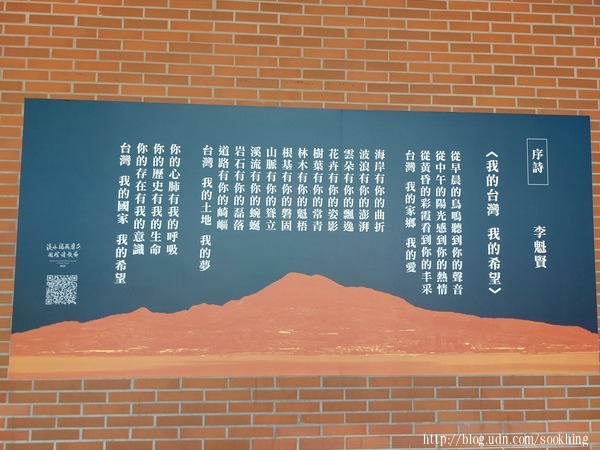 序詩
李魁賢
〈我的台灣 我的希望〉
從早晨的鳥鳴聽到你的聲音
從中午的陽光感到你的熱情
從黃昏的彩霞看到你的丰采
台灣 我的家鄉 我的愛
海岸有你的曲折
波浪有你的澎湃
雲朵有你的飄逸
花卉有你的姿影
樹葉有你的常青
林木有你的魁梧
根基有你的磐固
山脈有你的聳立
溪流有你的蜿蜒
岩石有你的磊落
道路有你的崎嶇
台灣 我的土地 我的夢
你的心肺有我的呼吸
你的歷史有我的生命
你的存在有我的意識
台灣 我的國家 我的希望
http://blog.udn.com/sookhing